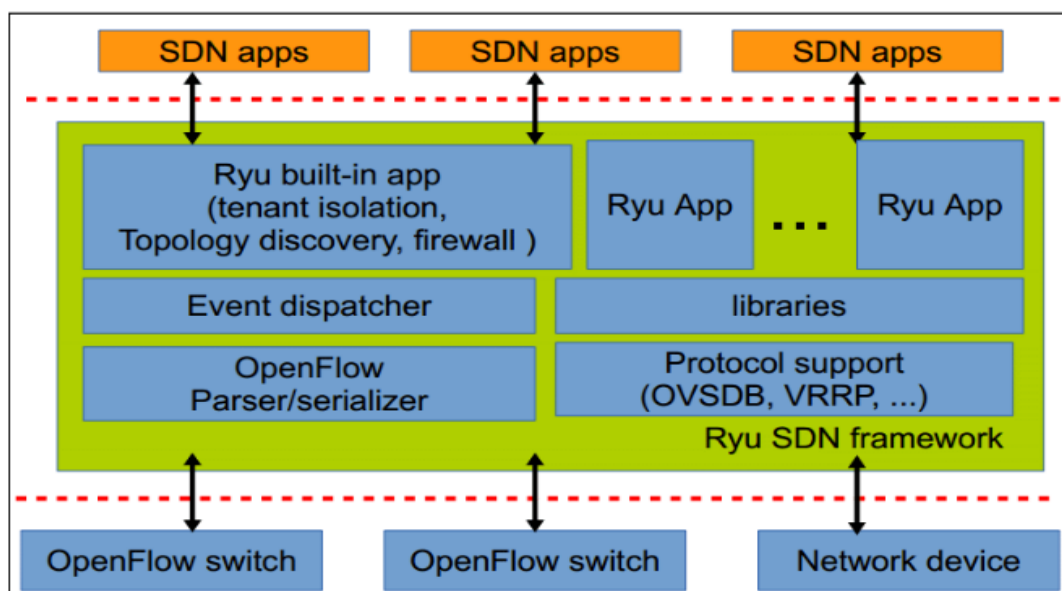 SDN apps
SDN apps
SDN apps
Ryu built-in app
(tenant isolation,
Topology discovery, firewall )
Ryu App
...
Ryu App
Event dispatcher
libraries
OpenFlow
Parser/serializer
Protocol support
(OVSDB, VRRP, ...)
Ryu SDN framework
OpenFlow switch
OpenFlow switch
Network device